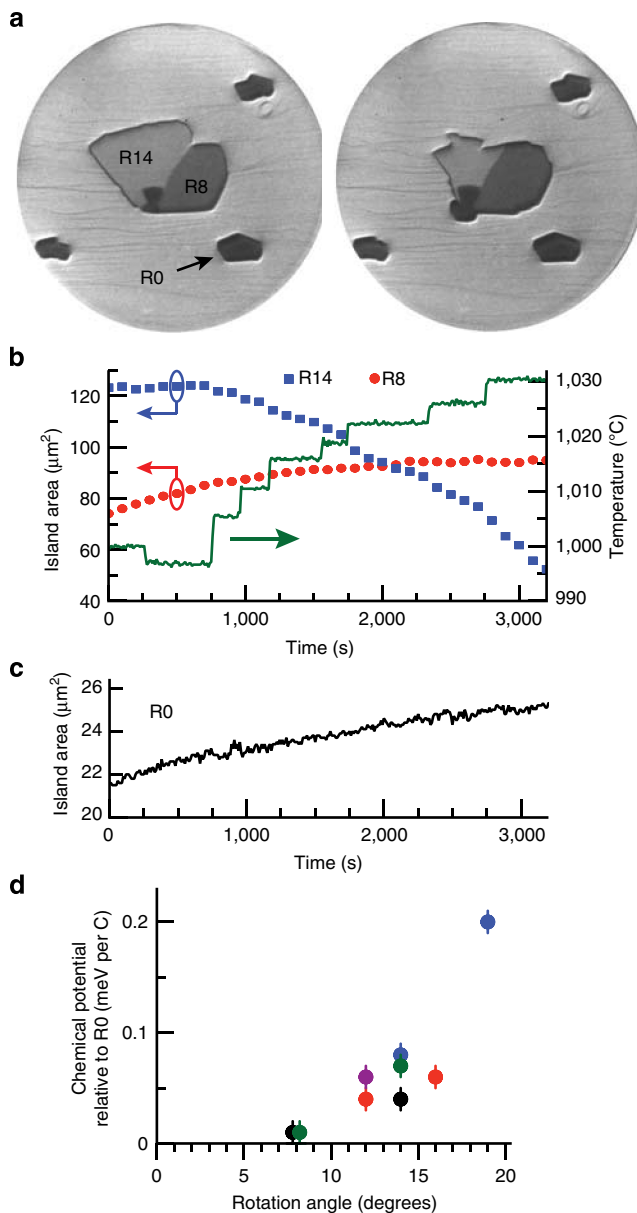 a
R14
R8
R0
b
R14 R8
Island area (μm²)
120
100
80
60
40
1,030
1,020
1,010
1,000
990
Temperature (°C)
0 1,000 2,000 3,000
Time (s)
c
R0
Island area (μm²)
26
24
22
20
0 1,000 2,000 3,000
Time (s)
d
Chemical potential
relative to R0 (meV per C)
0.2
0.1
0
0 5 10 15 20
Rotation angle (degrees)